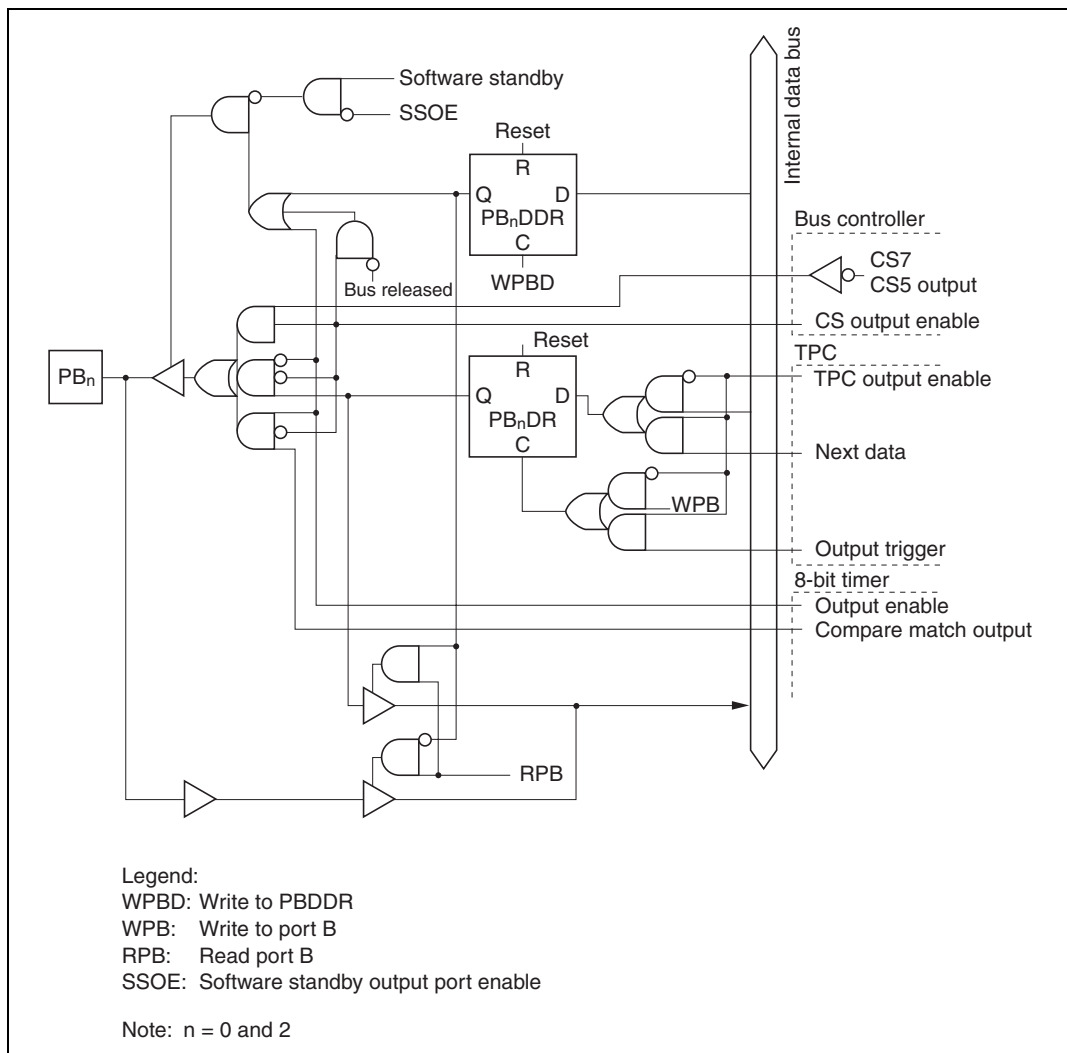 Software standby
SSOE
Internal data bus
Reset
R
Q
D
PBnDDR
C
WPBD
Bus released
Bus controller
CS7
CS5 output
CS output enable
TPC
Reset
R
Q
D
PBnDR
C
PBn
TPC output enable
Next data
WPB
Output trigger
8-bit timer
Output enable
Compare match output
RPB
Legend:
WPBD: Write to PBDDR
WPB: Write to port B
RPB: Read port B
SSOE: Software standby output port enable
Note: n = 0 and 2